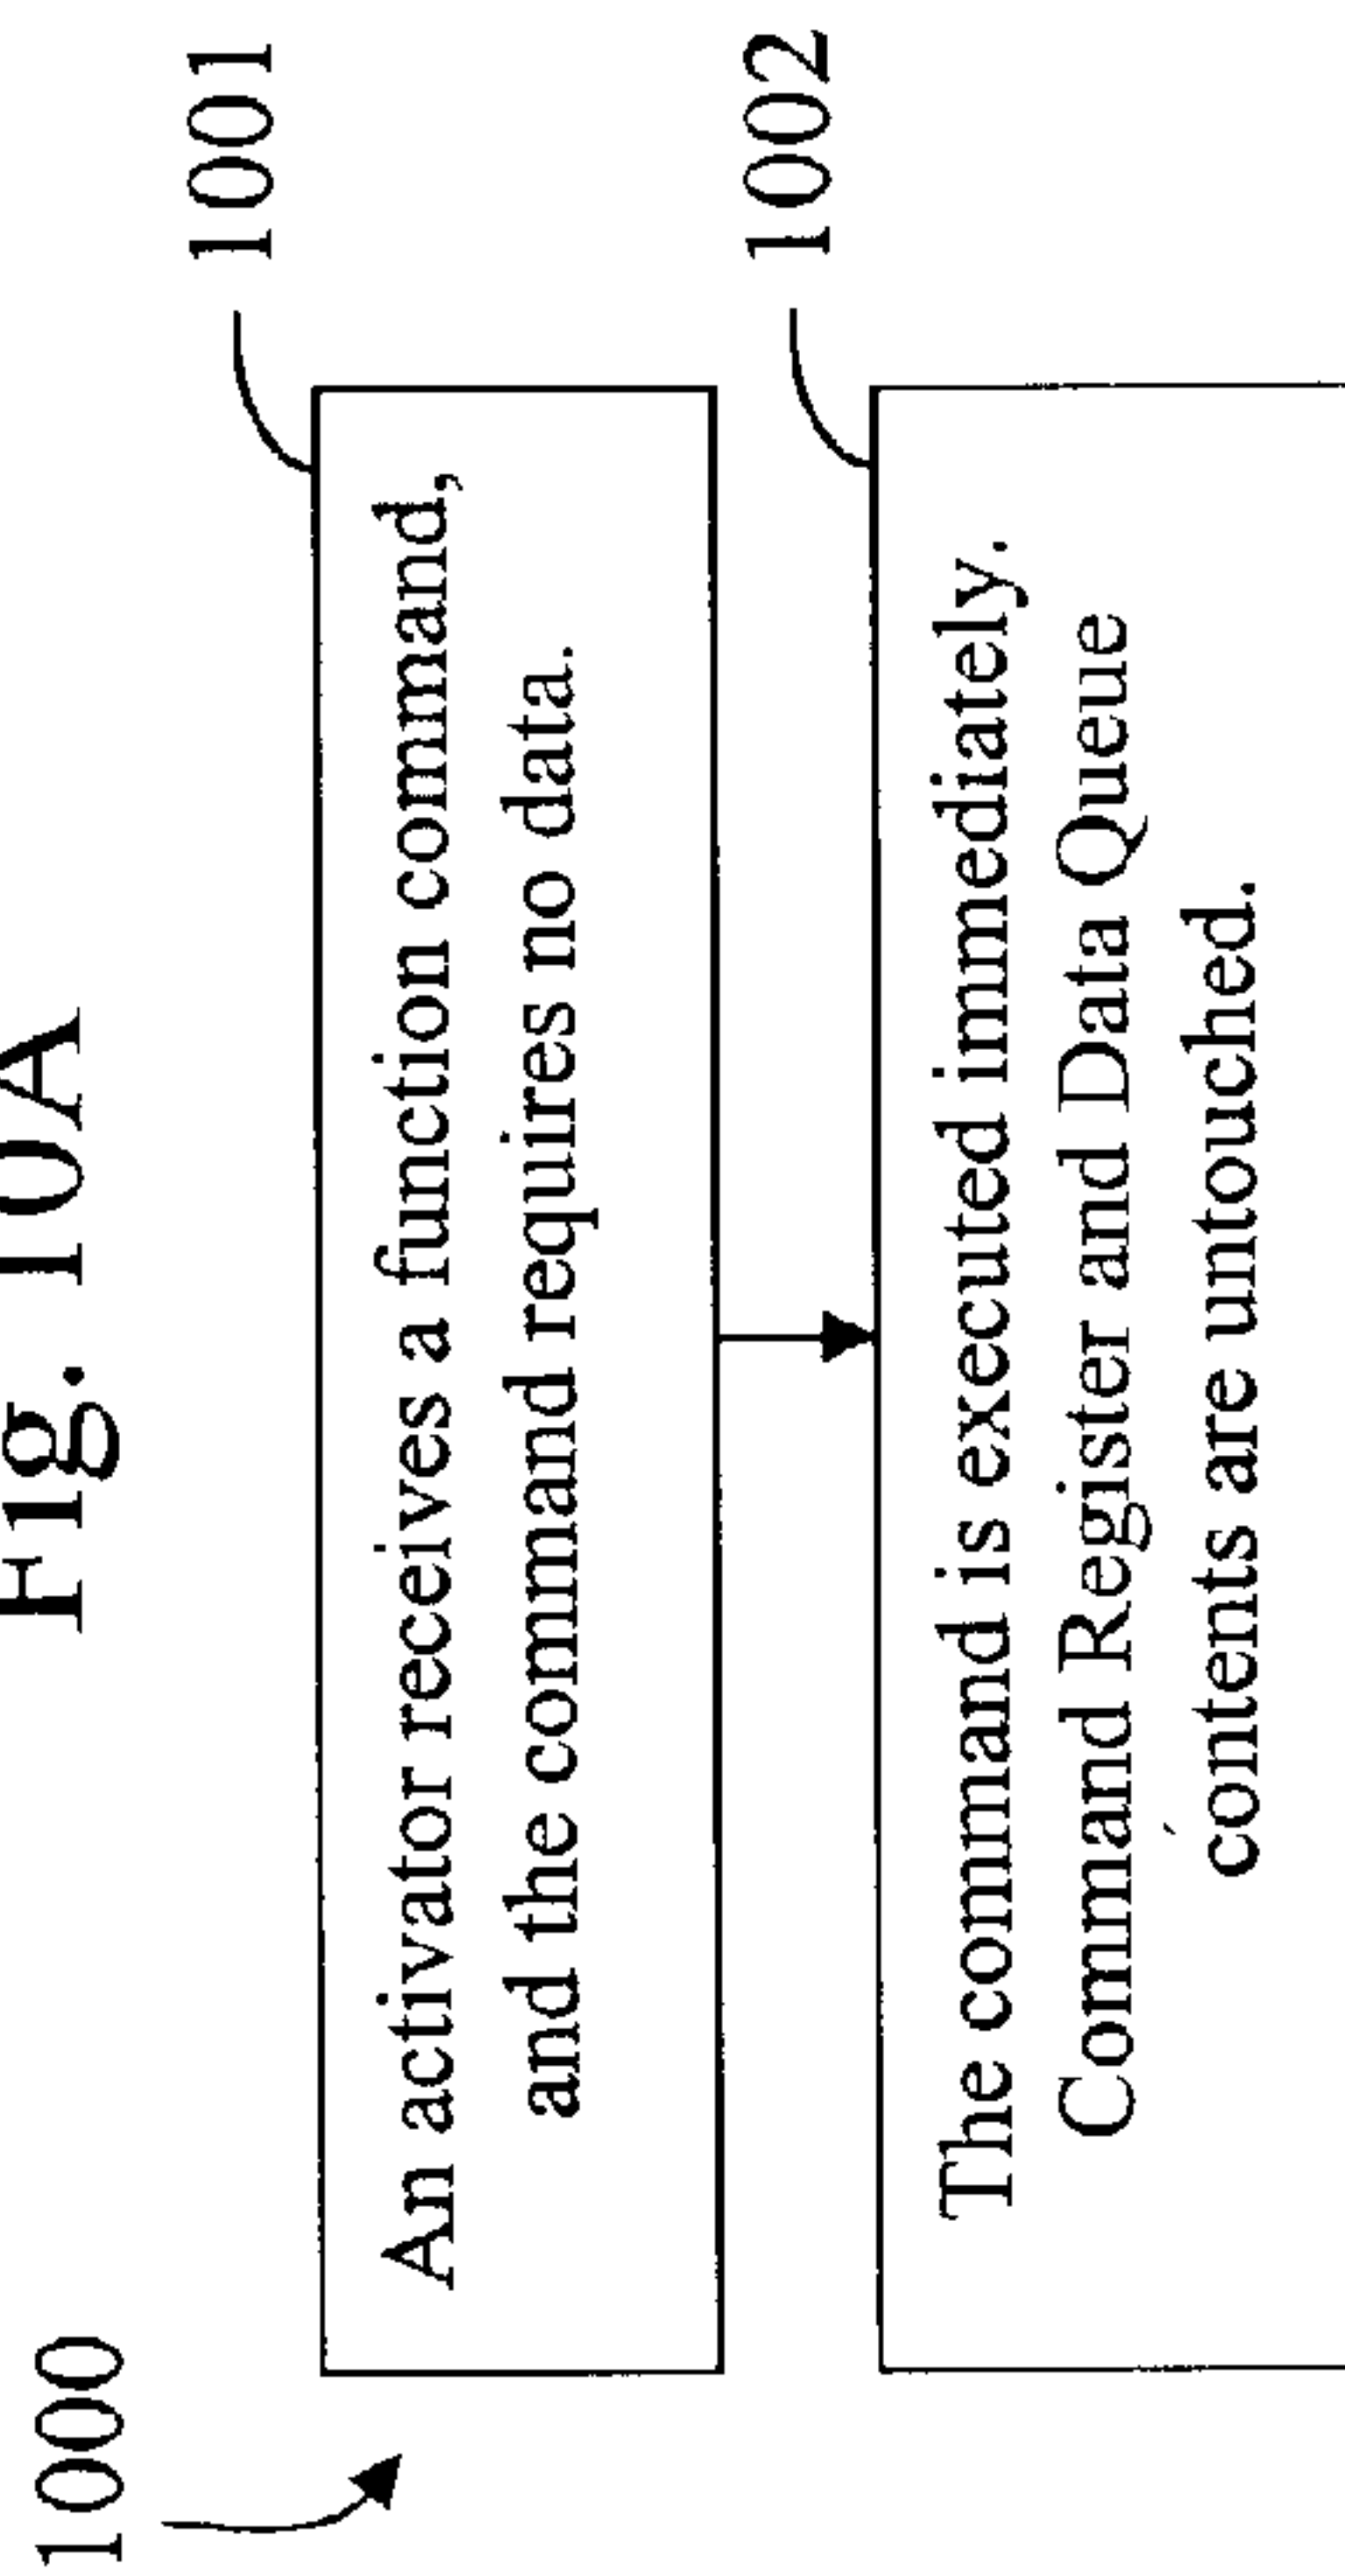 Fig. 10A
1000
1001
An activator receives a function command,
and the command requires no data.
1002
The command is executed immediately.
Command Register and Data Queue
contents are untouched.